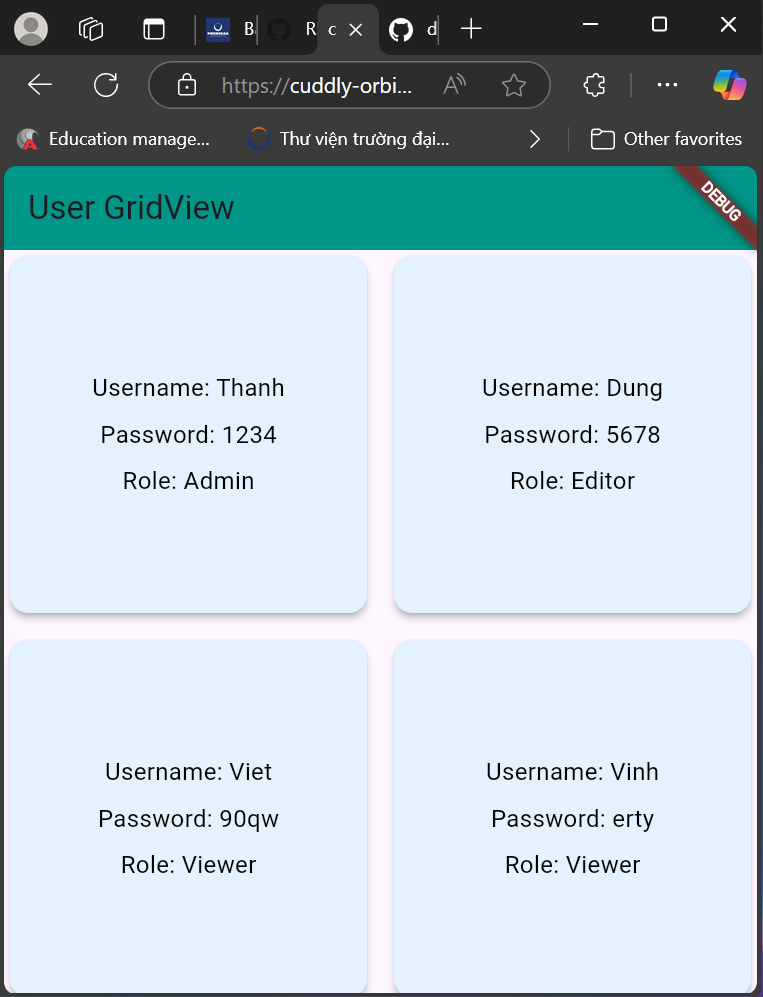 B
R
c
d
https://cuddly-orbi...
A
Education manage...
Thư viện trường đại...
Other favorites
User GridView
DEBUG
Username: Thanh
Password: 1234
Role: Admin
Username: Dung
Password: 5678
Role: Editor
Username: Viet
Password: 90qw
Role: Viewer
Username: Vinh
Password: erty
Role: Viewer